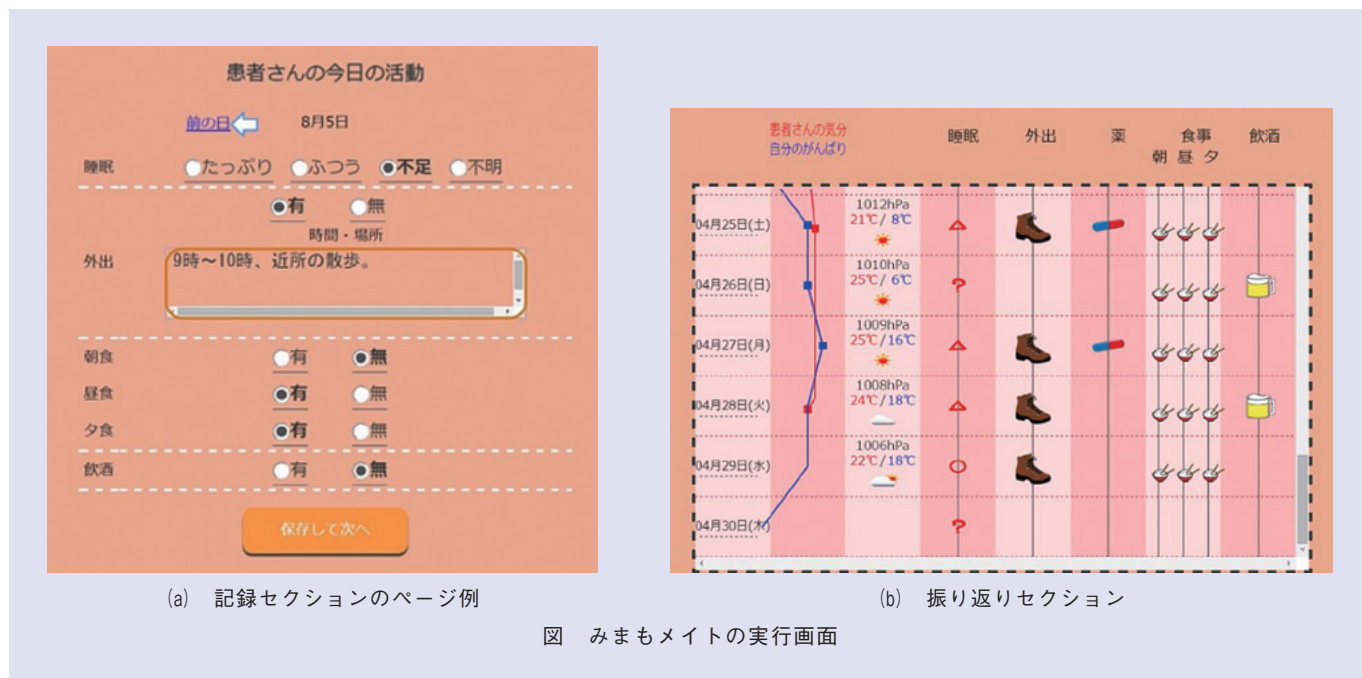 患者さんの今日の活動
前の日 8月5日
睡眠 たっぷり ふつう 不足 不明
有 無
時間・場所
外出 9時〜10時、近所の散歩。
朝食 有 無
昼食 有 無
夕食 有 無
飲酒 有 無
保存して次へ
(a) 記録セクションのページ例
患者さんの気分
自分のがんばり
睡眠 外出 薬 食事 飲酒
朝 昼 夕
04月25日(土) 1012hPa
21℃/ 8℃
04月26日(日) 1010hPa
25℃/ 6℃
04月27日(月) 1009hPa
25℃/16℃
04月28日(火) 1008hPa
24℃/18℃
04月29日(水) 1006hPa
22℃/18℃
04月30日(木)
(b) 振り返りセクション
図 みまもメイトの実行画面